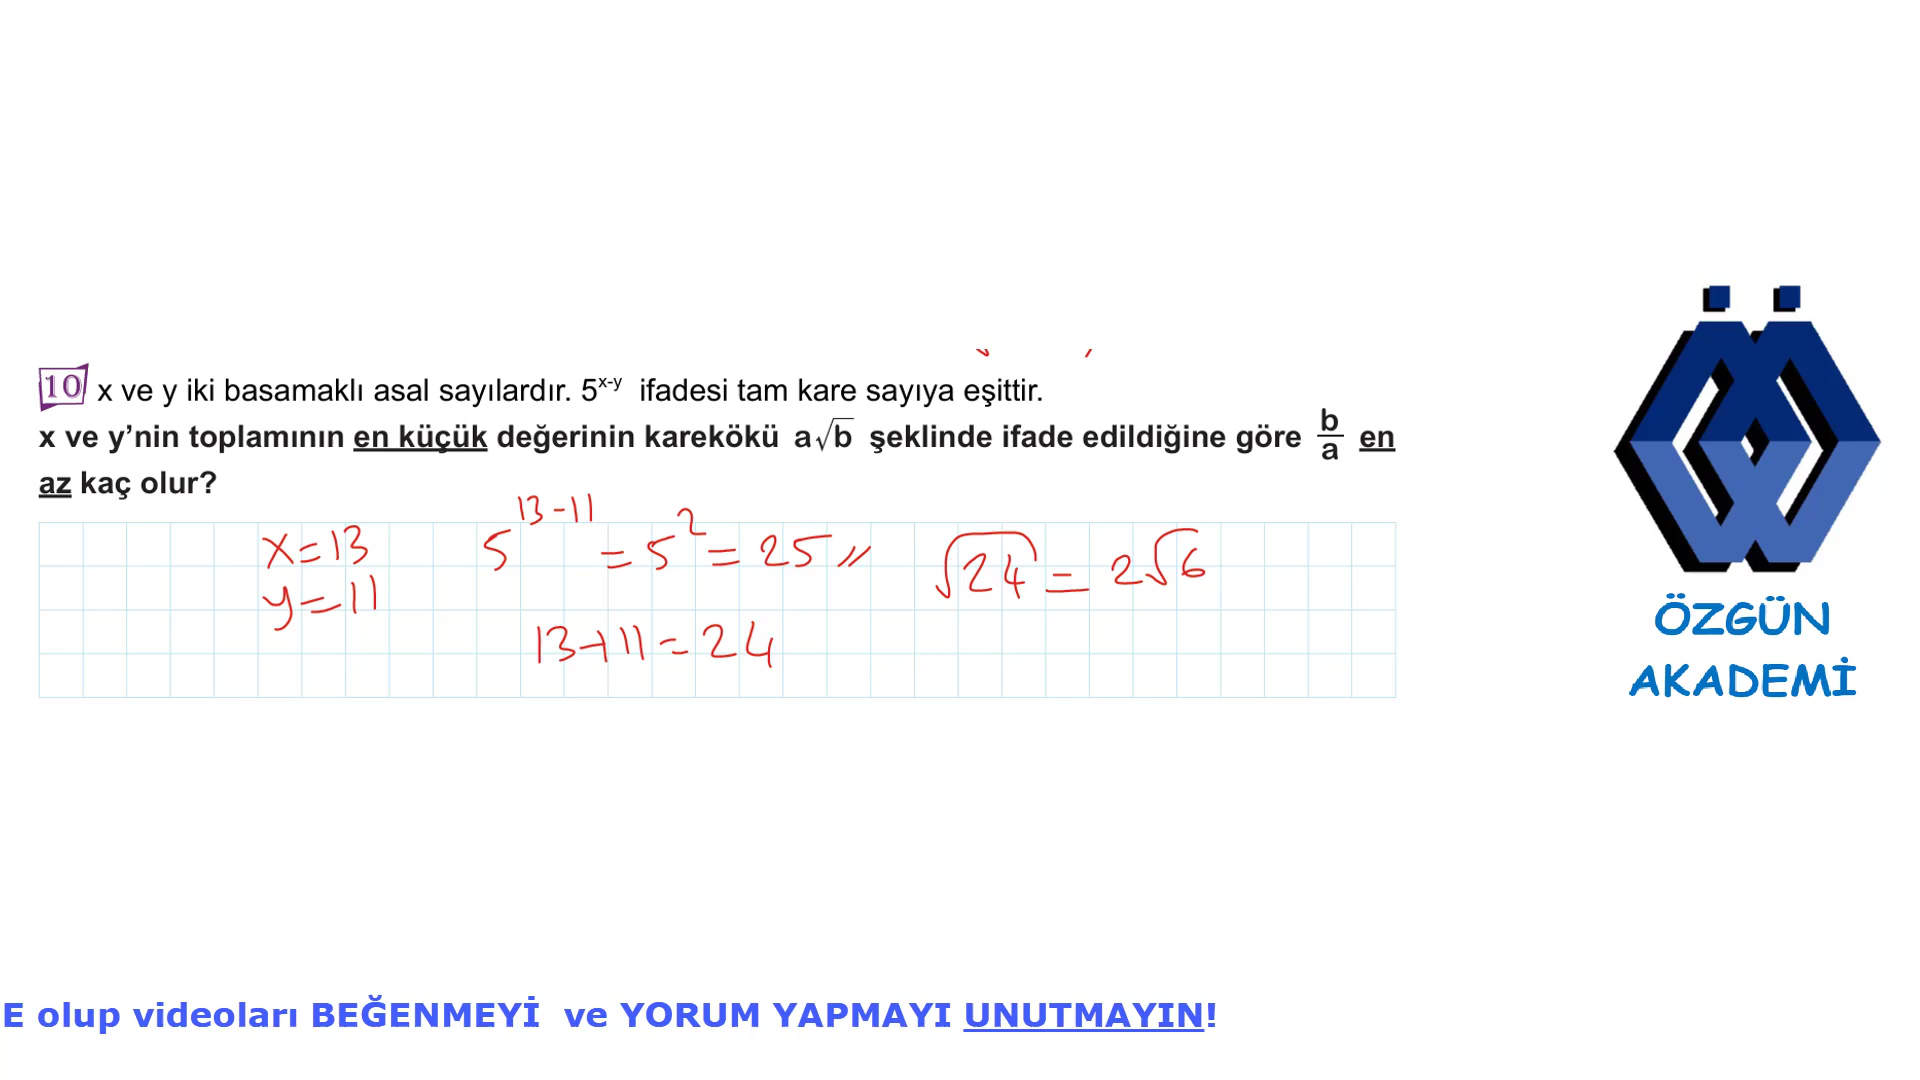 10 x ve y iki basamaklı asal sayılardır. 5^(x-y) ifadesi tam kare sayıya eşittir.
x ve y’nin toplamının en küçük değerinin karekökü a√b şeklinde ifade edildiğine göre b/a en
az kaç olur?
x=13
y=11
5^(13-11) = 5^2 = 25 //
13+11=24
√24 = 2√6
ÖZGÜN
AKADEMİ
E olup videoları BEĞENMEYİ ve YORUM YAPMAYI UNUTMAYIN!